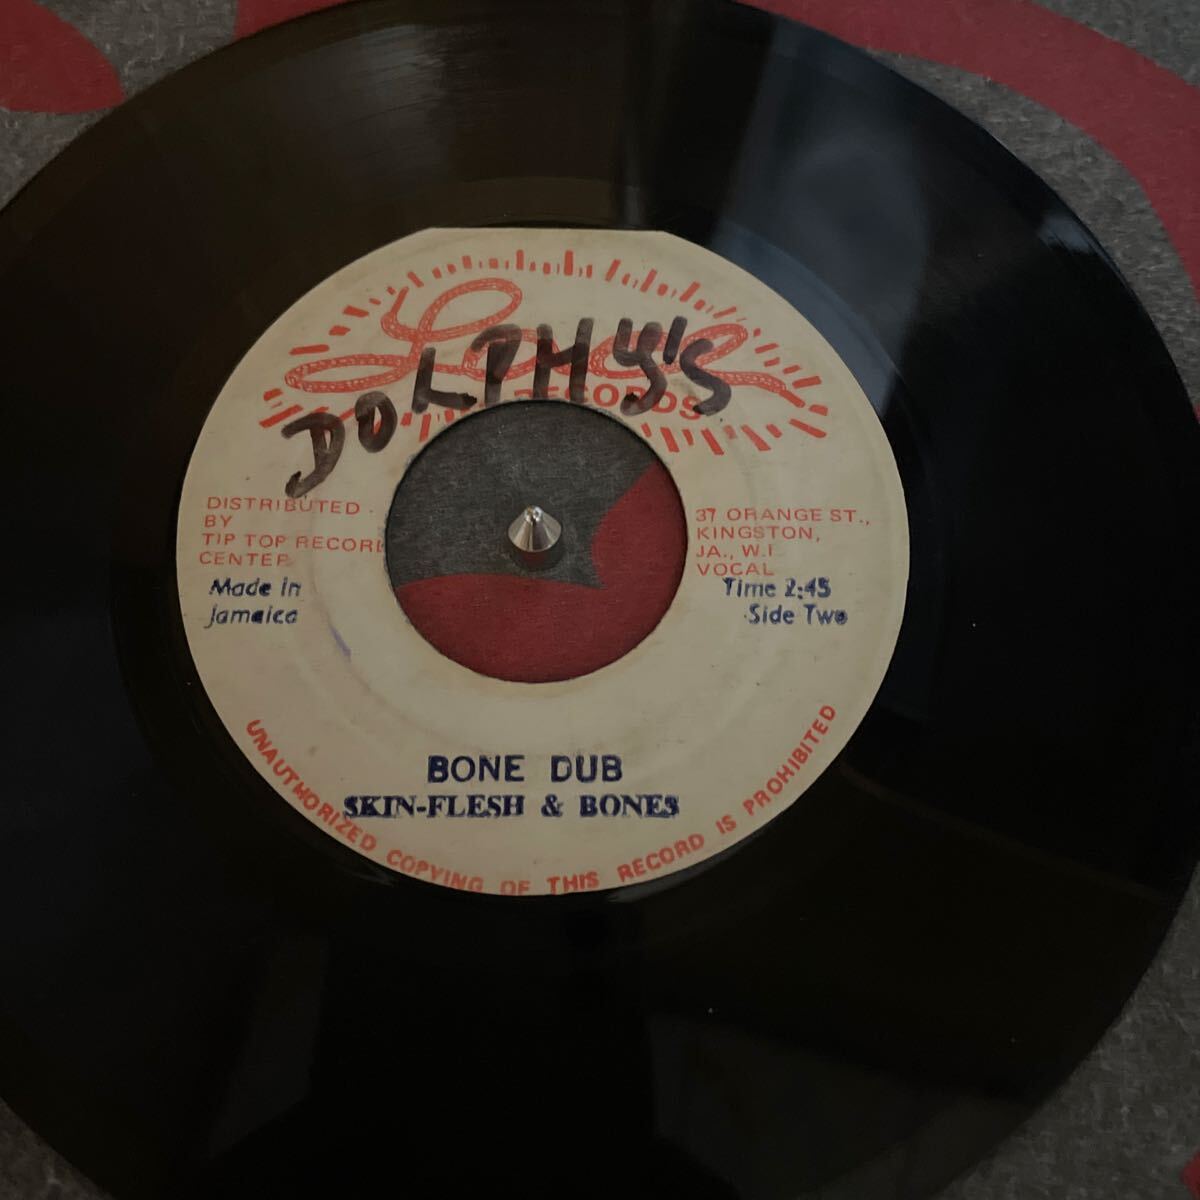 DOLPHY'S
RECORDS
DISTRIBUTED
BY
TIP TOP RECORD
CENTER
37 ORANGE ST.,
KINGSTON,
JA., W.I.
VOCAL
Made in
Jamaica
Time 2:45
Side Two
BONE DUB
SKIN-FLESH & BONES
UNAUTHORIZED COPYING OF THIS RECORD IS PROHIBITED